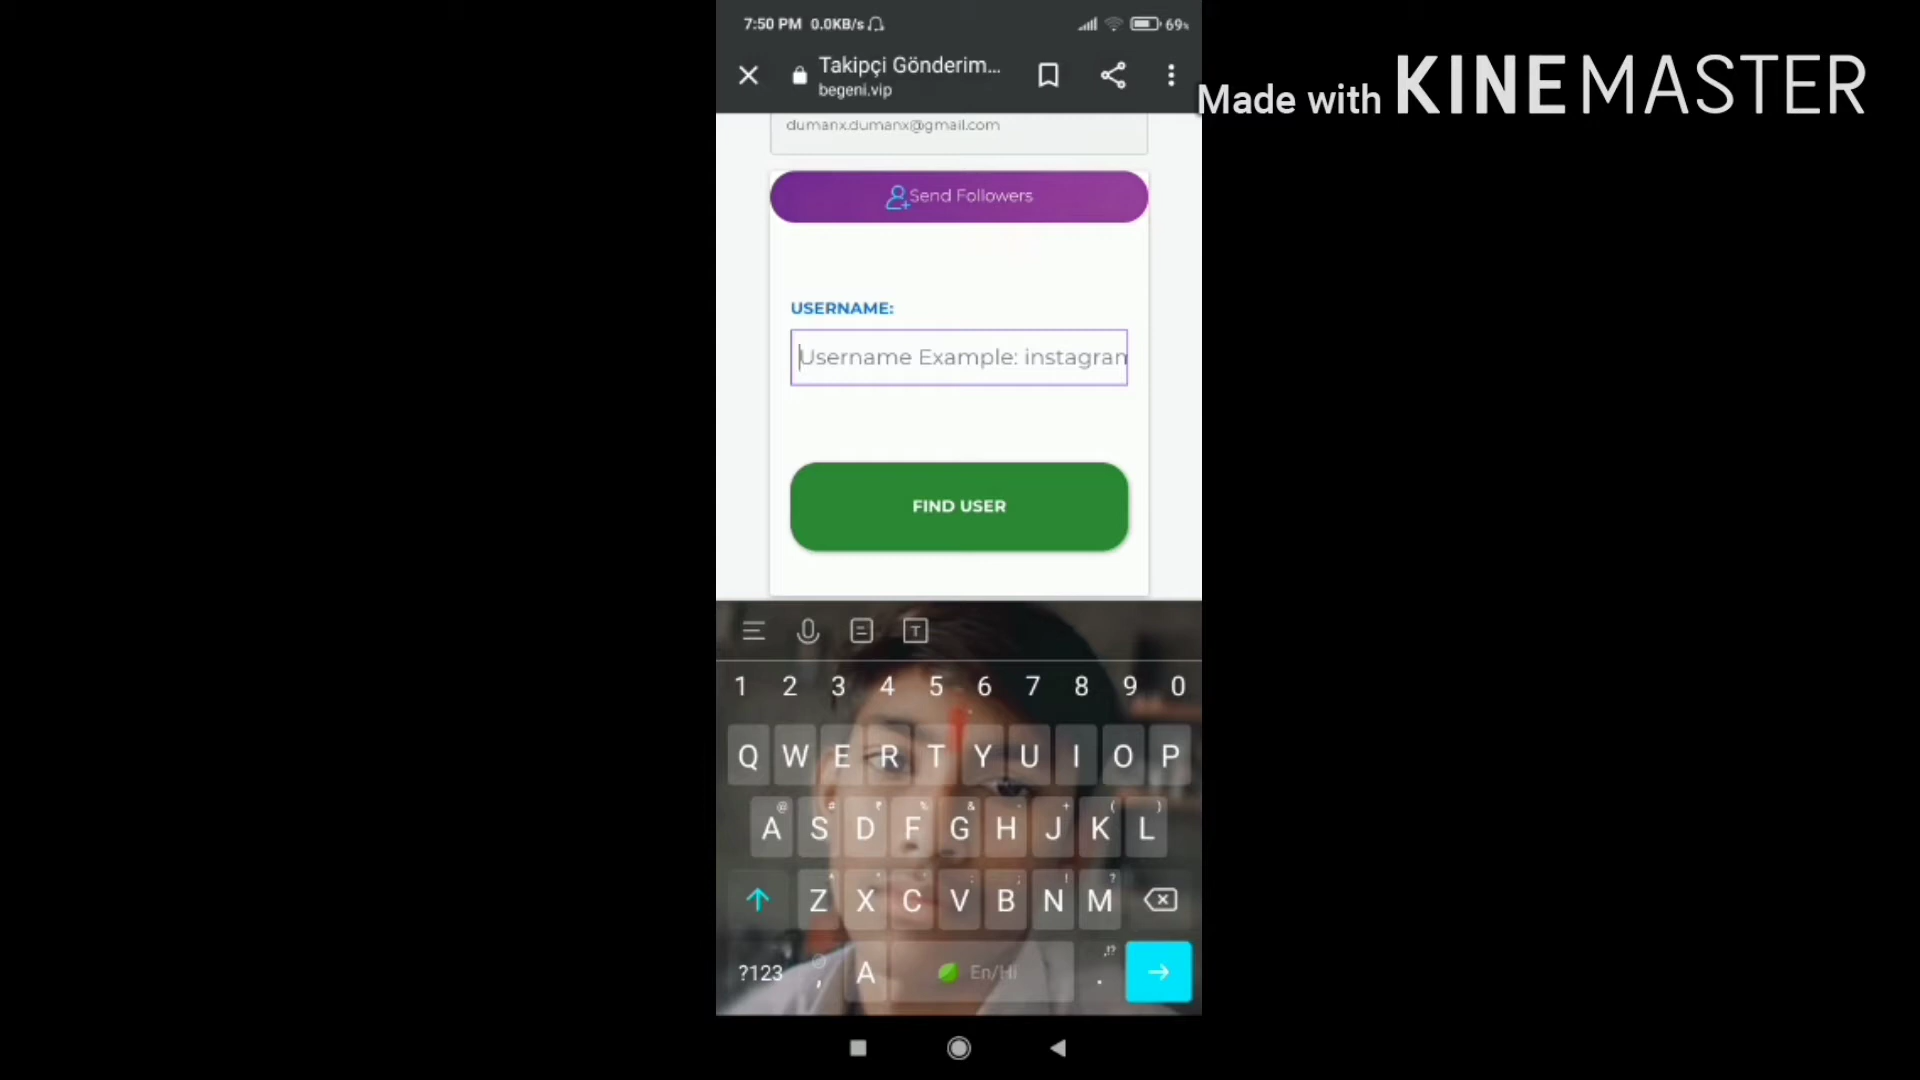 7:50 PM 0.0KB/s 69%
Takipçi Gönderim...
begeni.vip
Made with KINEMASTER
dumanx.dumanx@gmail.com
Send Followers
USERNAME:
Username Example: instagram
FIND USER
T
1 2 3 4 5 6 7 8 9 0
Q W E R T Y U I O P
@ # ₹ % & - + ( )
A S D F G H J K L
* " ' : ; ! ?
Z X C V B N M
,!?
?123 , A En/Hi .